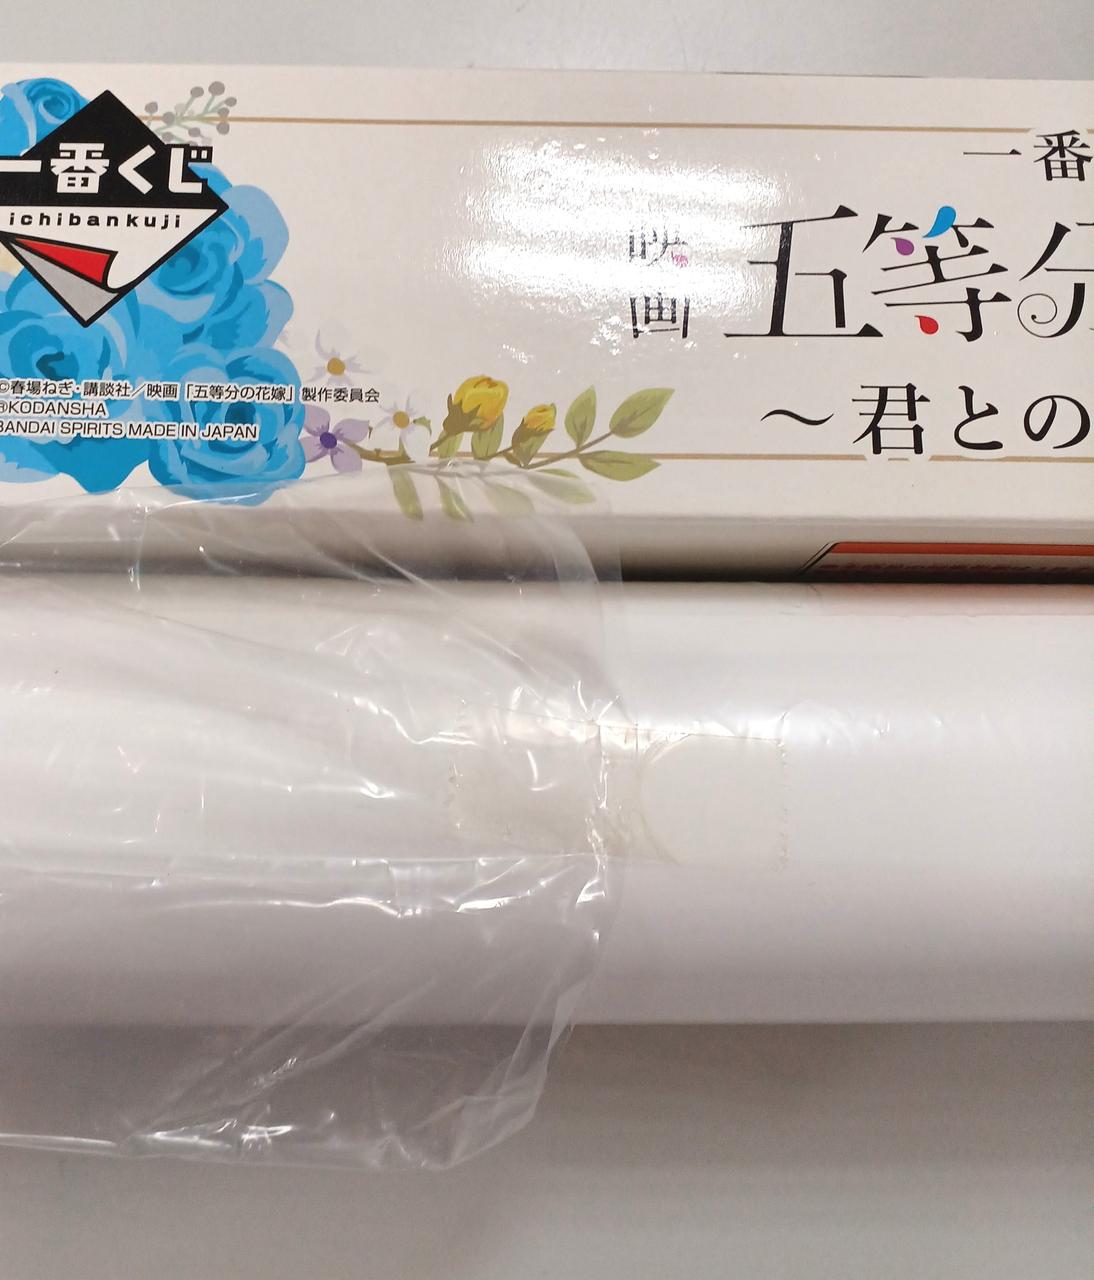 一番くじ
ichibankuji
©春場ねぎ・講談社／映画「五等分の花嫁」製作委員会
®KODANSHA
BANDAI SPIRITS MADE IN JAPAN
一番
映画
五等分
～君との